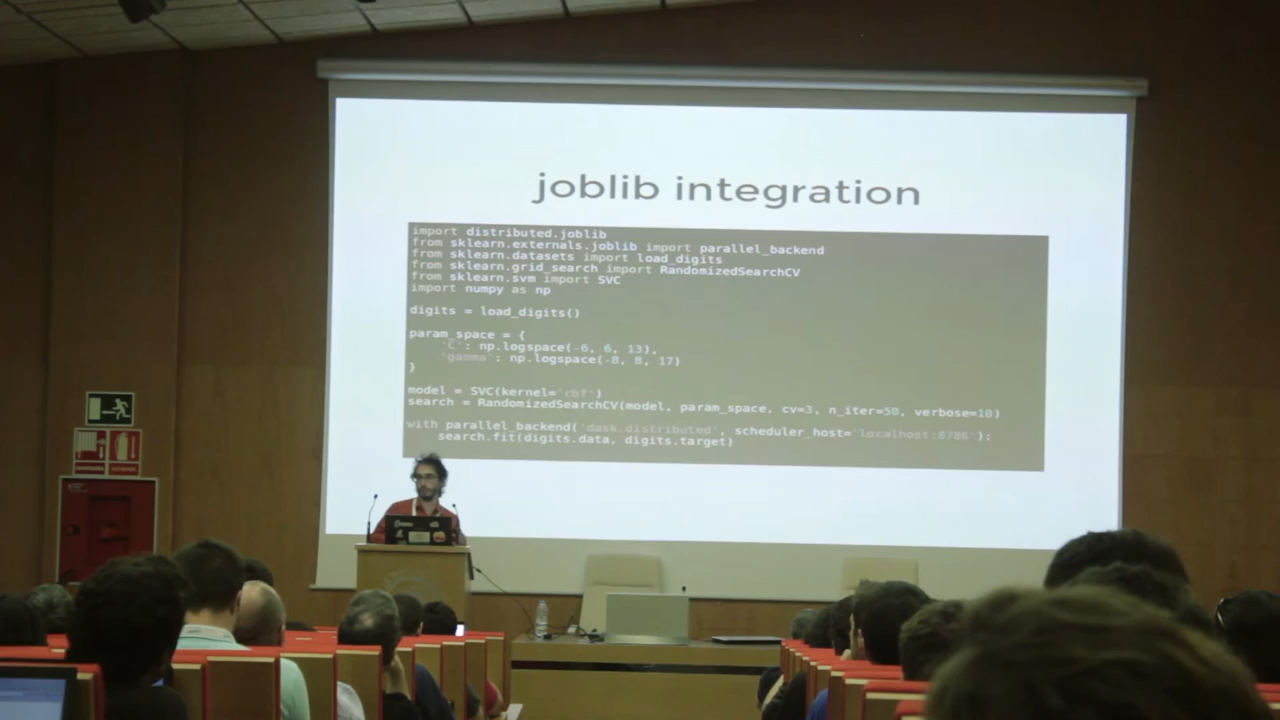 joblib integration
import distributed.joblib
from sklearn.externals.joblib import parallel_backend
from sklearn.datasets import load_digits
from sklearn.grid_search import RandomizedSearchCV
from sklearn.svm import SVC
import numpy as np
digits = load_digits()
param_space = {
'C': np.logspace(-6, 6, 13),
'gamma': np.logspace(-8, 8, 17)
}
model = SVC(kernel='rbf')
search = RandomizedSearchCV(model, param_space, cv=3, n_iter=50, verbose=10)
with parallel_backend('dask.distributed', scheduler_host='localhost:8786'):
search.fit(digits.data, digits.target)